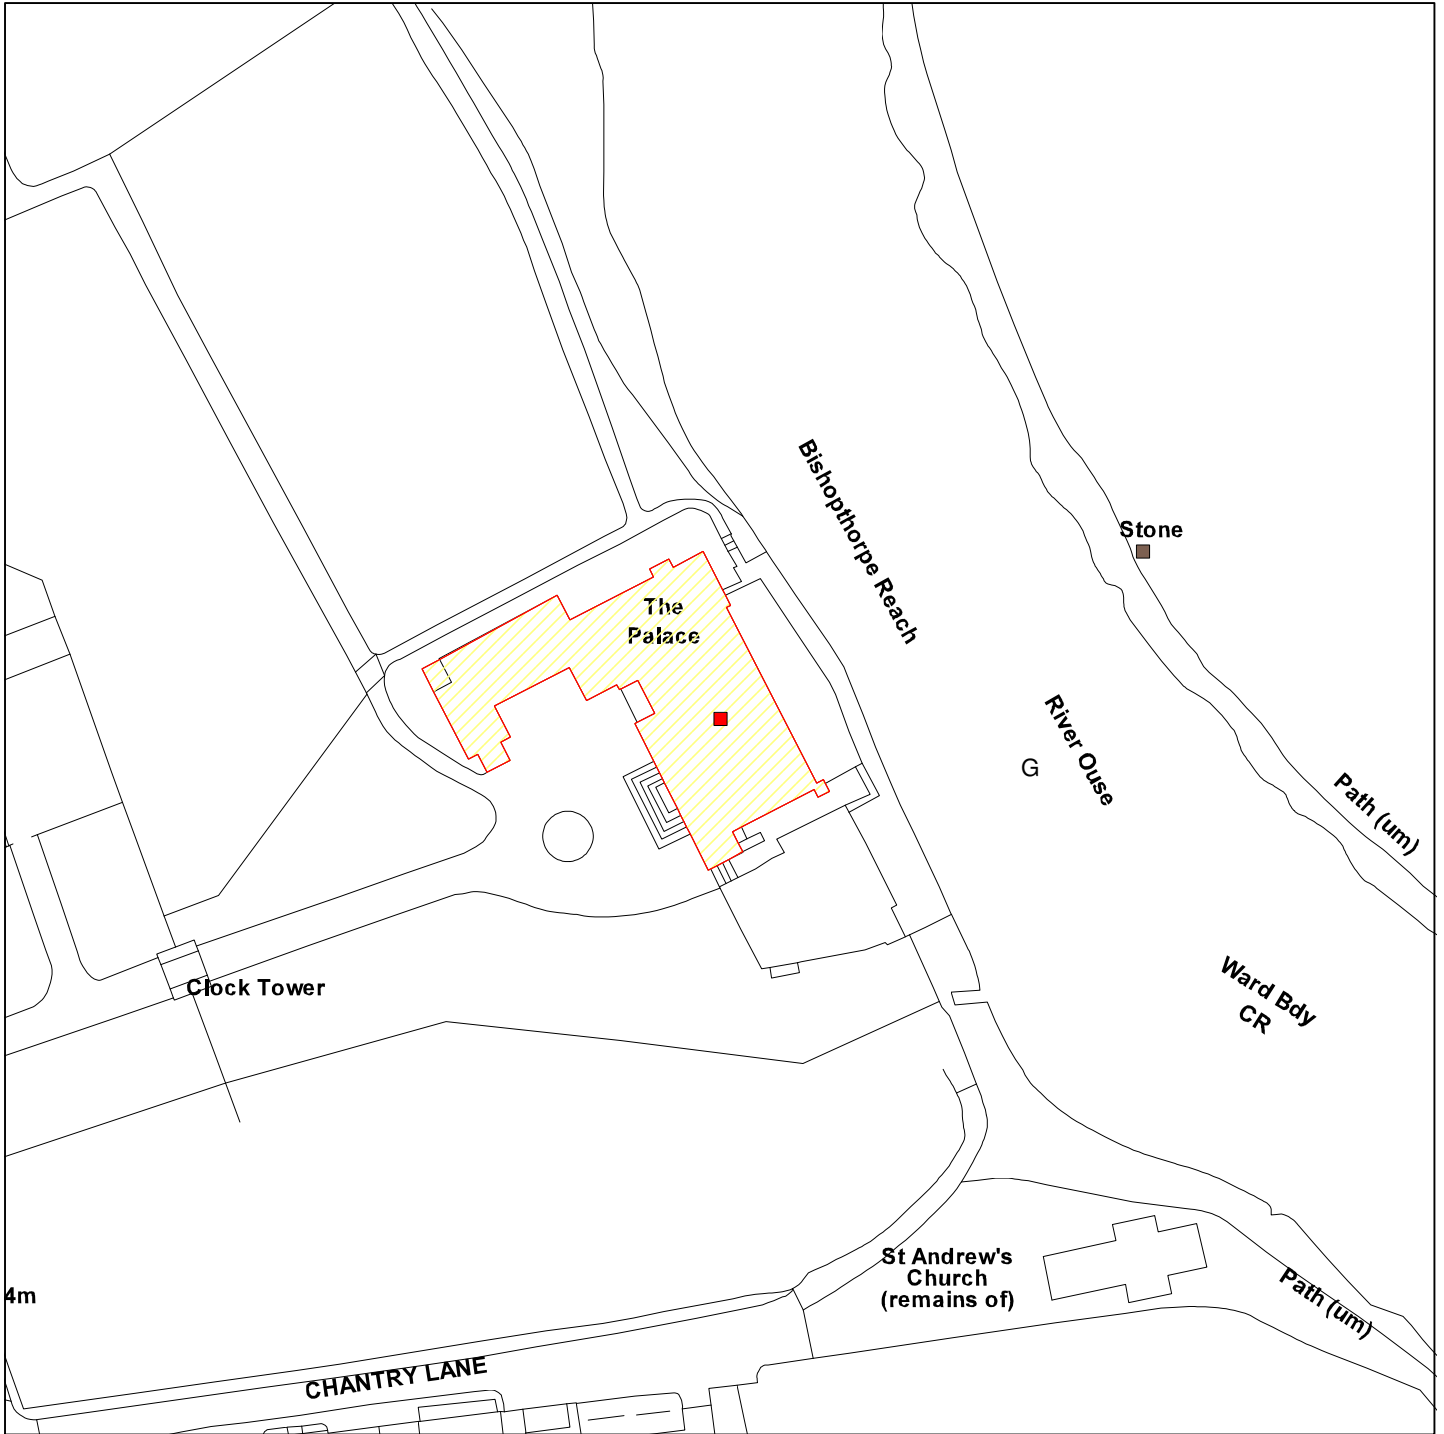 Bishopthorpe Reach
Stone
The
Palace
River Ouse
G
Path (um)
Clock Tower
Ward Bdy
CR
St Andrew's
Church
(remains of)
Path (um)
4m
CHANTRY LANE